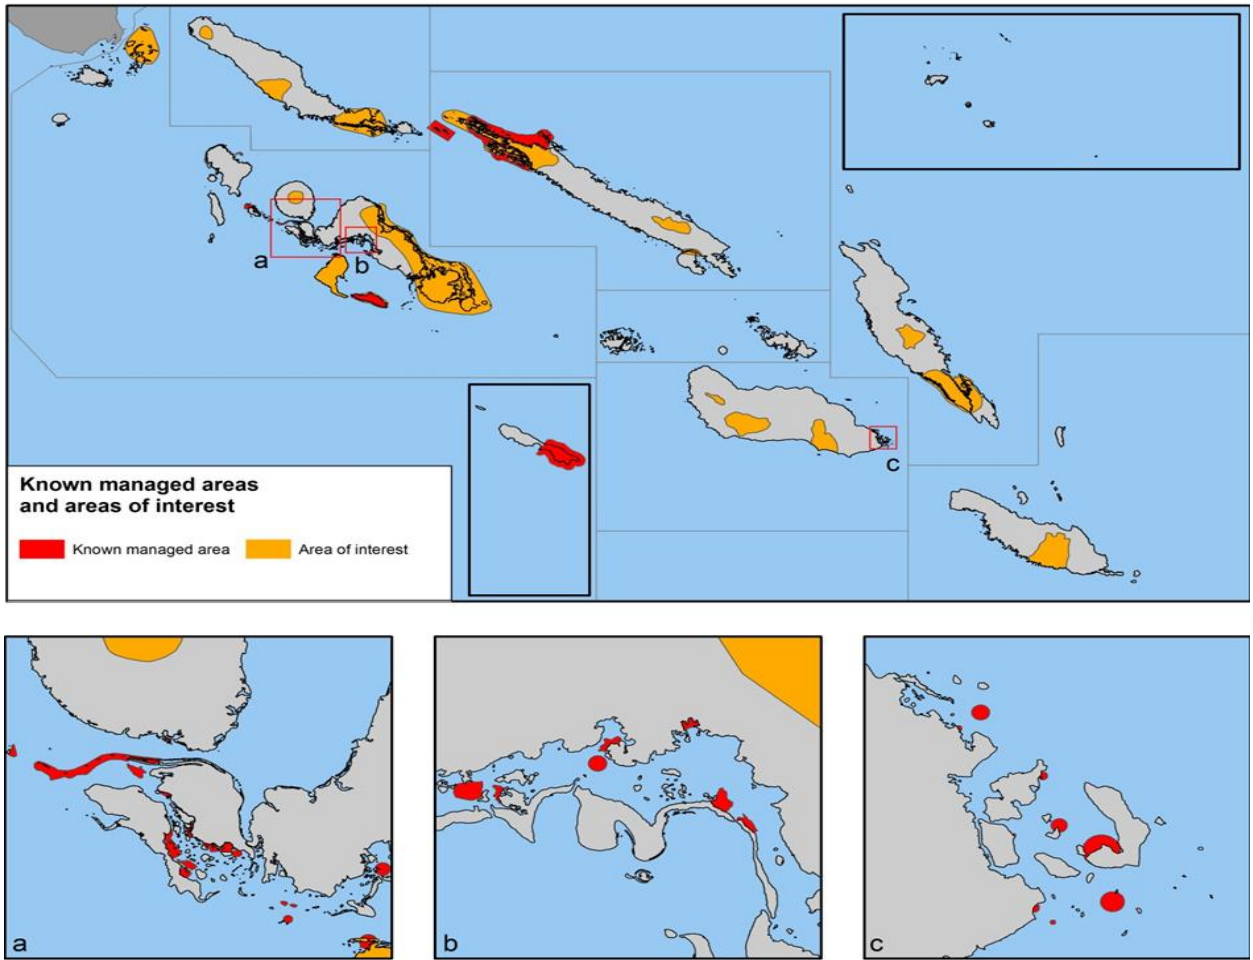 a
b
c
Known managed areas
and areas of interest
Known managed area
Area of interest
a
b
c